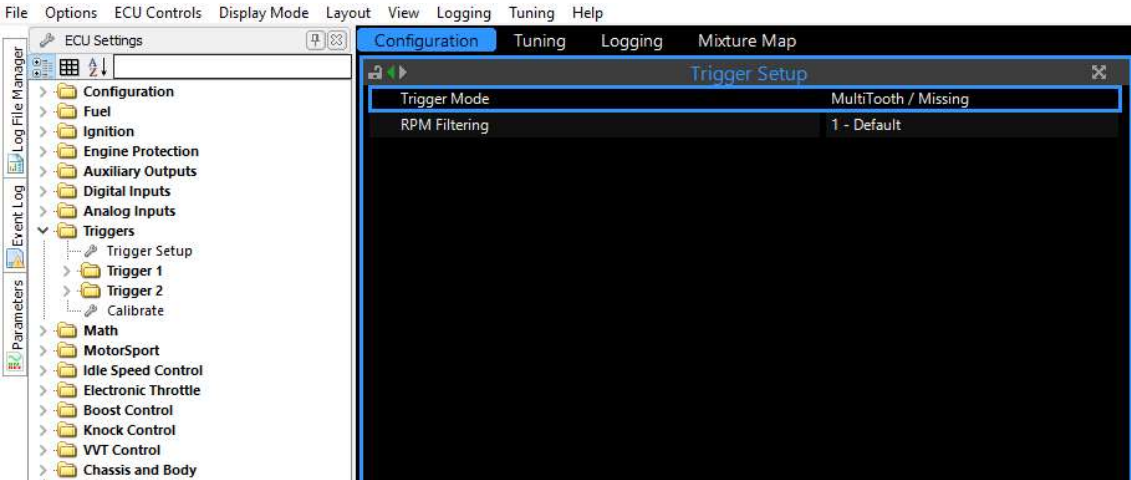 File Options ECU Controls Display Mode Layout View Logging Tuning Help
Log File Manager
Event Log
Parameters
ECU Settings
Configuration
Fuel
Ignition
Engine Protection
Auxiliary Outputs
Digital Inputs
Analog Inputs
Triggers
Trigger Setup
Trigger 1
Trigger 2
Calibrate
Math
MotorSport
Idle Speed Control
Electronic Throttle
Boost Control
Knock Control
VVT Control
Chassis and Body
Configuration Tuning Logging Mixture Map
Trigger Setup
Trigger Mode MultiTooth / Missing
RPM Filtering 1 - Default